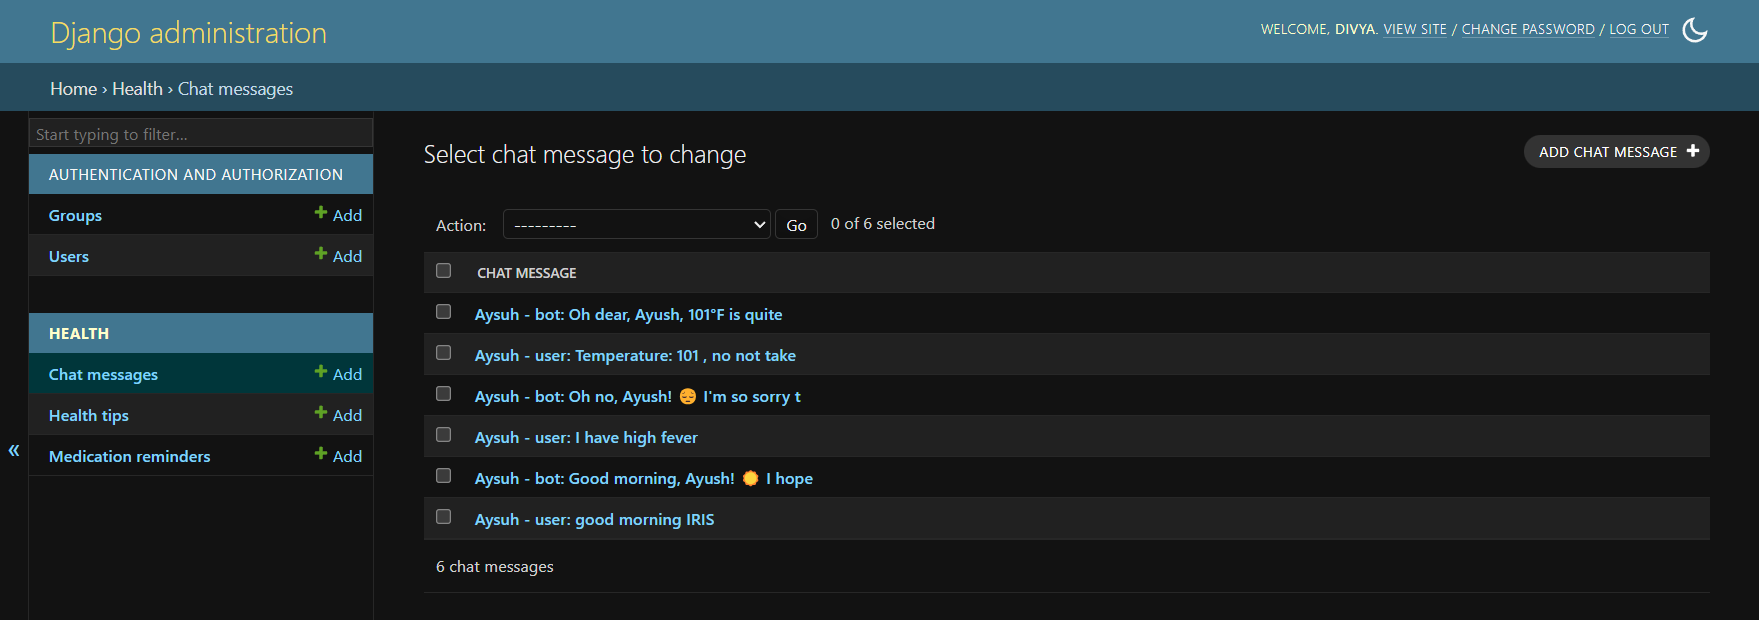 Django administration
WELCOME, DIVYA. VIEW SITE / CHANGE PASSWORD / LOG OUT
Home › Health › Chat messages
Start typing to filter...
AUTHENTICATION AND AUTHORIZATION
Groups + Add
Users + Add
HEALTH
Chat messages + Add
Health tips + Add
Medication reminders + Add
«
Select chat message to change
ADD CHAT MESSAGE +
Action: --------- Go 0 of 6 selected
CHAT MESSAGE
Aysuh - bot: Oh dear, Ayush, 101°F is quite
Aysuh - user: Temperature: 101 , no not take
Aysuh - bot: Oh no, Ayush! 😔 I'm so sorry t
Aysuh - user: I have high fever
Aysuh - bot: Good morning, Ayush! ☀️ I hope
Aysuh - user: good morning IRIS
6 chat messages